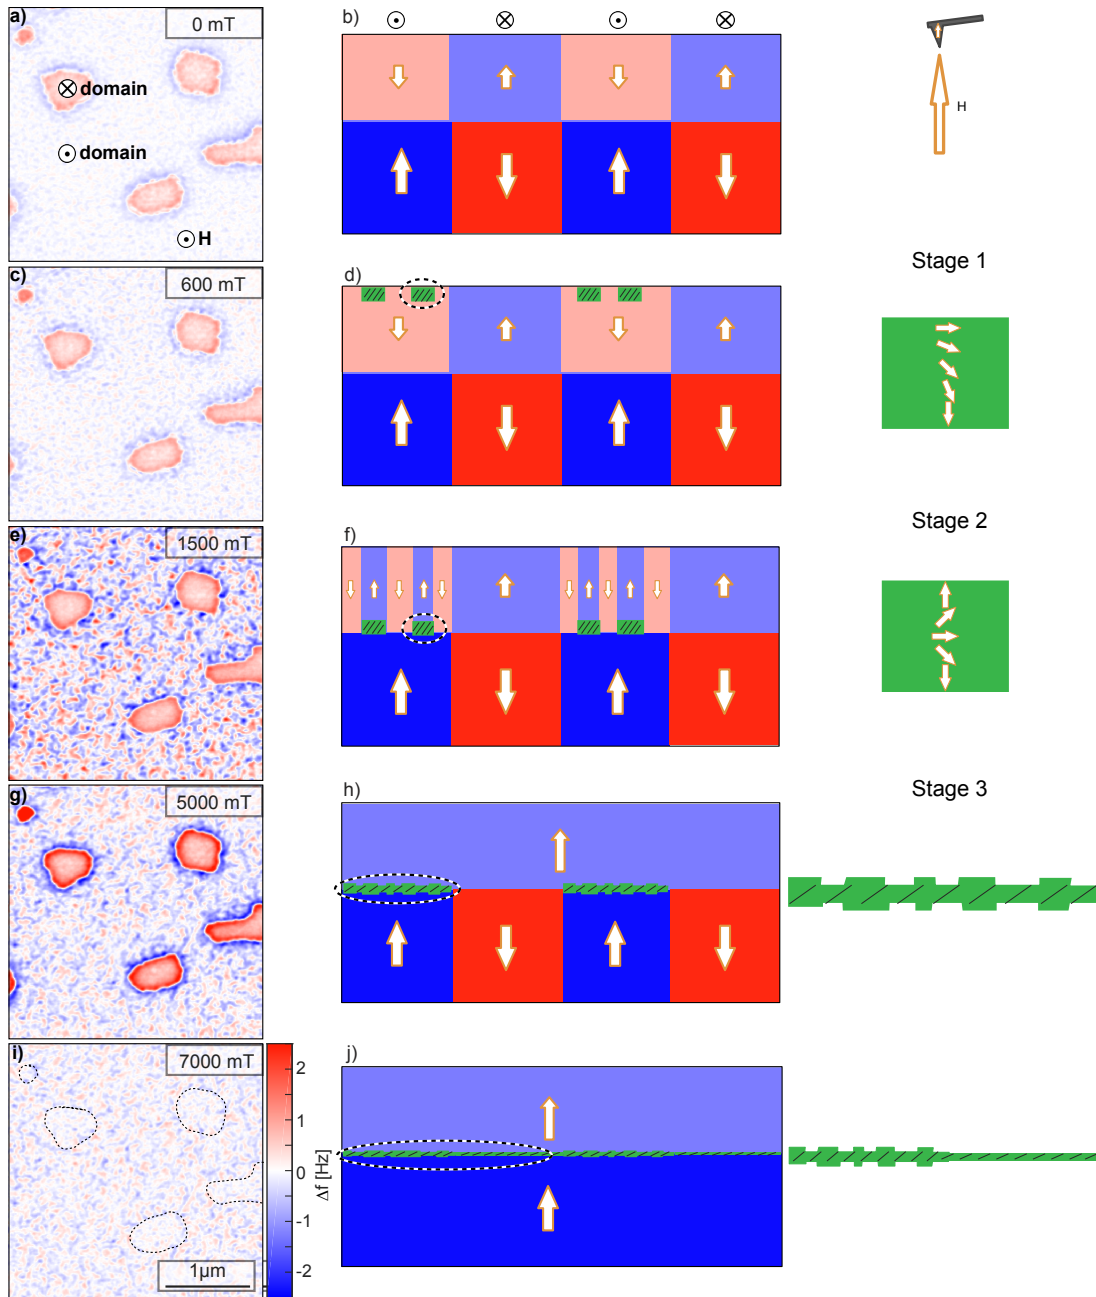 a)
0 mT
domain
domain
H
b)
H
c)
600 mT
d)
Stage 1
e)
1500 mT
f)
Stage 2
g)
5000 mT
h)
Stage 3
i)
7000 mT
1µm
2
1
0
-1
-2
Δf [Hz]
j)